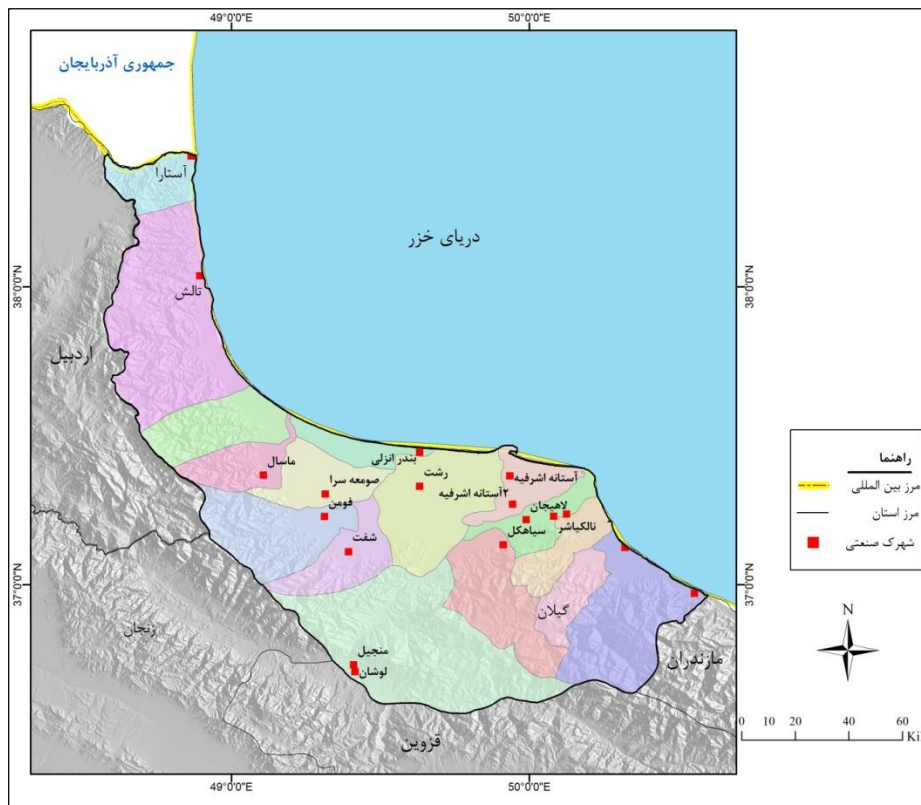 49°0'0"E
50°0'0"E
جمهوری آذربایجان
آستارا
دریای خزر
38°0'0"N
38°0'0"N
تالش
اردبیل
ماسال
بندر انزلی
صومعه سرا
رشت
آستانه اشرفیه
آستانه اشرفیه۲
فومن
لاهیجان
نالکیاشر
سیاهکل
شفت
37°0'0"N
37°0'0"N
گیلان
زنجان
منجیل
لوشان
مازندران
قزوین
49°0'0"E
50°0'0"E
راهنما
مرز بین المللی
مرز استان
شهرک صنعتی
N
0 10 20 40 60
Ki